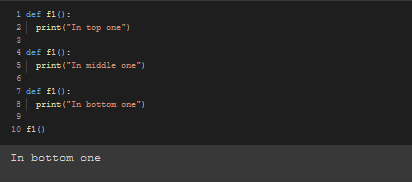 1 def f1():
2   print("In top one")
3
4 def f1():
5   print("In middle one")
6
7 def f1():
8   print("In bottom one")
9
10 f1()
In bottom one